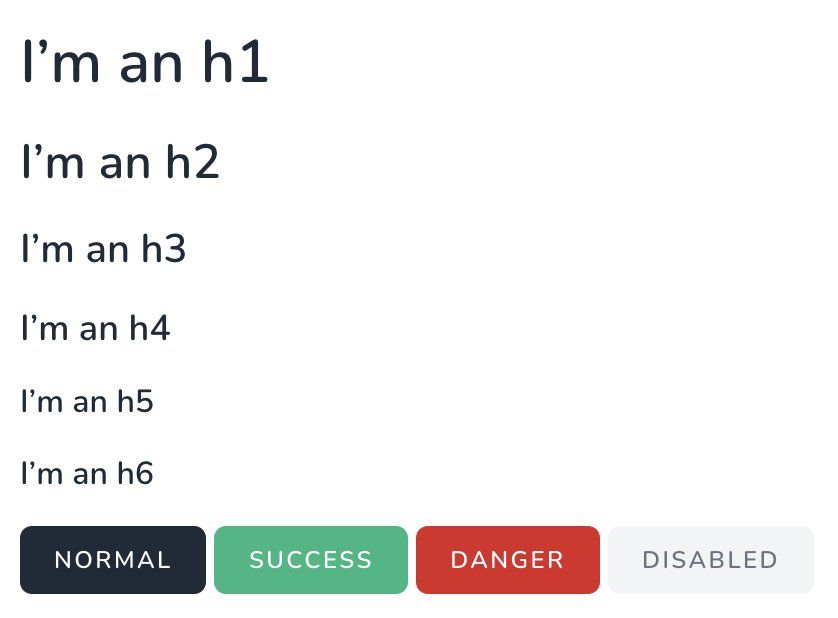 I’m an h1
I’m an h2
I’m an h3
I’m an h4
I’m an h5
I’m an h6
NORMAL SUCCESS DANGER DISABLED